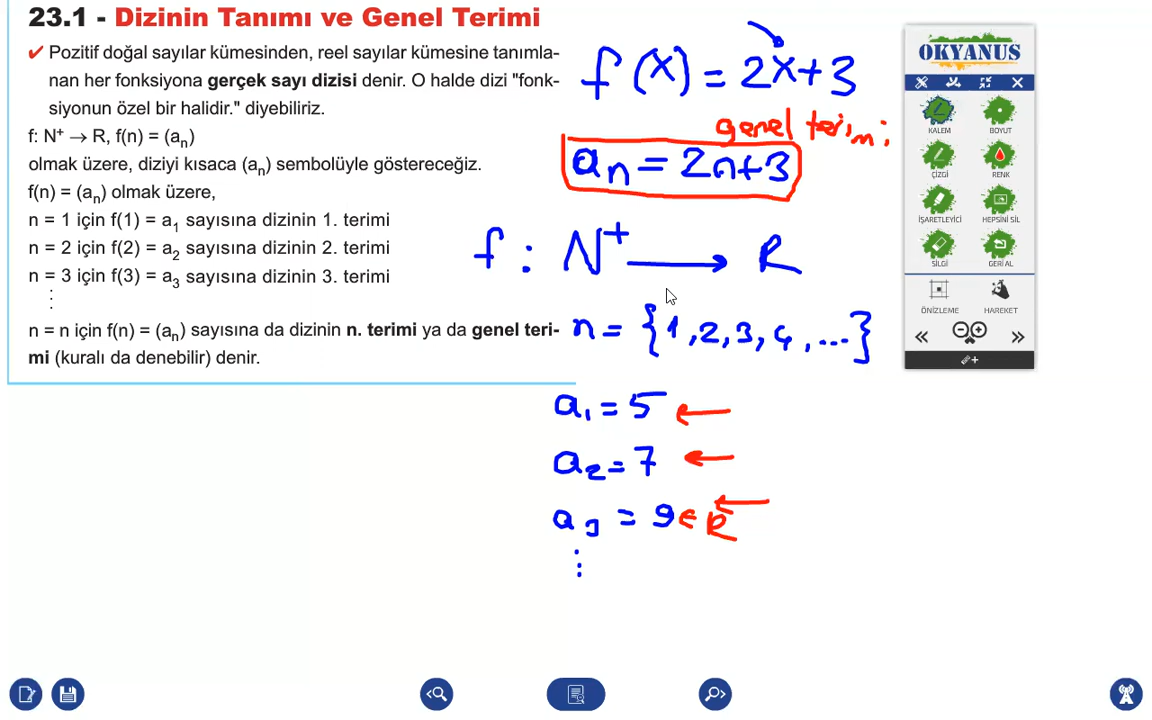 23.1 - Dizinin Tanımı ve Genel Terimi
✔ Pozitif doğal sayılar kümesinden, reel sayılar kümesine tanımla-
nan her fonksiyona gerçek sayı dizisi denir. O halde dizi "fonk-
siyonun özel bir halidir." diyebiliriz.
f: N⁺ → R, f(n) = (aₙ)
olmak üzere, diziyi kısaca (aₙ) sembolüyle göstereceğiz.
f(n) = (aₙ) olmak üzere,
n = 1 için f(1) = a₁ sayısına dizinin 1. terimi
n = 2 için f(2) = a₂ sayısına dizinin 2. terimi
n = 3 için f(3) = a₃ sayısına dizinin 3. terimi
⋮
n = n için f(n) = (aₙ) sayısına da dizinin n. terimi ya da genel teri-
mi (kuralı da denebilir) denir.
f(x) = 2x+3
genel terim:
aₙ = 2n+3
f : N⁺ → R
n = {1, 2, 3, 4, ...}
a₁ = 5 ←
a₂ = 7 ←
a₃ = 9 ∈ R ←
⋮
OKYANUS
KALEM
BOYUT
ÇİZGİ
RENK
İŞARETLEYİCİ
HEPSİNİ SİL
SİLGİ
GERİ AL
ÖNİZLEME
HAREKET